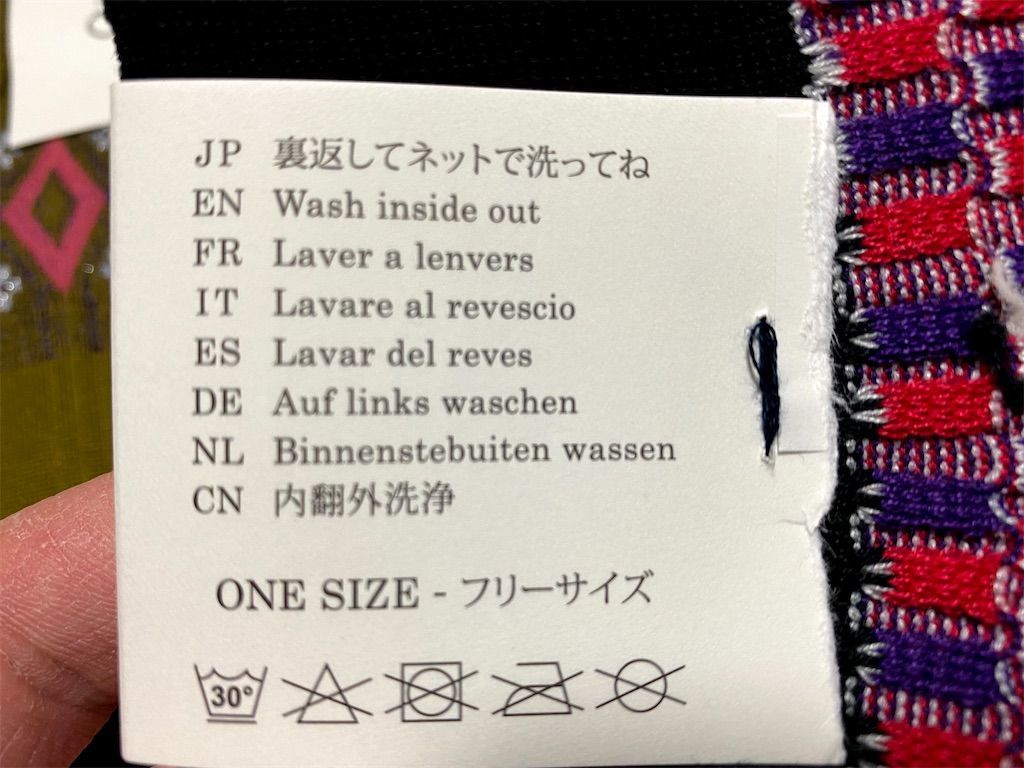 JP 裏返してネットで洗ってね
EN Wash inside out
FR Laver a lenvers
IT Lavare al revescio
ES Lavar del reves
DE Auf links waschen
NL Binnenstebuiten wassen
CN 内翻外洗浄
ONE SIZE - フリーサイズ
30°